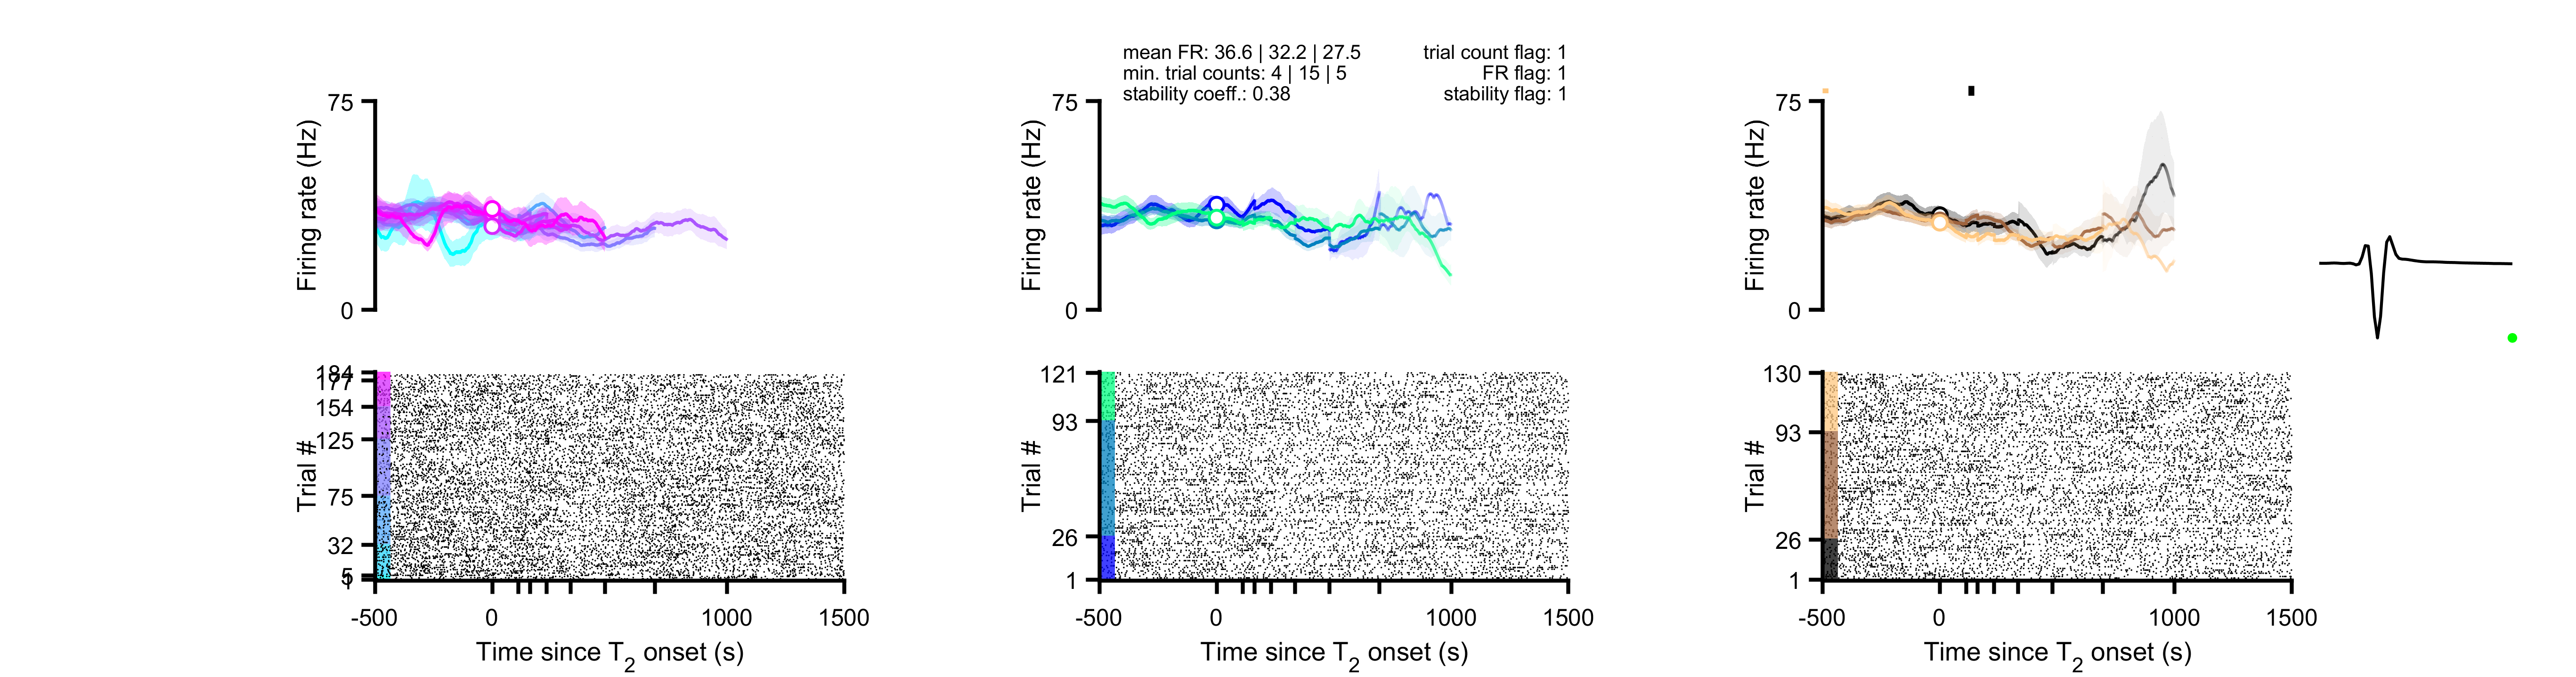 mean FR: 36.6 | 32.2 | 27.5
min. trial counts: 4 | 15 | 5
stability coeff.: 0.38
trial count flag: 1
FR flag: 1
stability flag: 1
75
Firing rate (Hz)
0
75
Firing rate (Hz)
0
75
Firing rate (Hz)
0
184
177
154
125
75
32
5
1
Trial #
-500
0
1000
1500
Time since T2 onset (s)
121
93
26
1
Trial #
-500
0
1000
1500
Time since T2 onset (s)
130
93
26
1
Trial #
-500
0
1000
1500
Time since T2 onset (s)